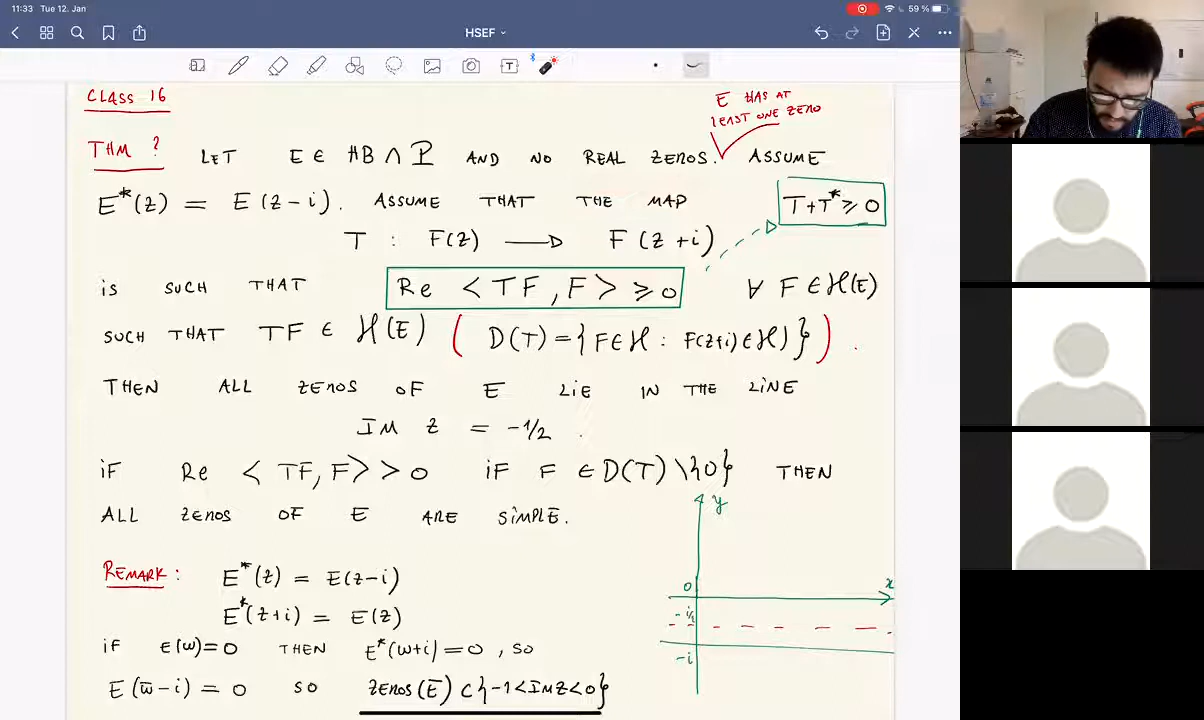 11:33 Tue 12. Jan
59 %
HSEF
CLASS 16
E HAS AT
LEAST ONE ZERO
THM ? LET E ∈ HB ∩ P AND NO REAL ZEROS. ASSUME
E*(z) = E(z-i). ASSUME THAT THE MAP
T+T* ≥ 0
T : F(z) → F(z+i)
IS SUCH THAT Re <TF, F> ≥ 0 ∀ F ∈ H(E)
SUCH THAT TF ∈ H(E) ( D(T) = {F ∈ H : F(z+i) ∈ H)} ) .
THEN ALL ZEROS OF E LIE IN THE LINE
IM z = -1/2 .
IF Re <TF, F> > 0 IF F ∈ D(T) \ {0} THEN
ALL ZEROS OF E ARE SIMPLE.
y
REMARK : E*(z) = E(z-i)
E*(z+i) = E(z)
0 x
-i/2
-i
IF E(w)=0 THEN E*(w+i)=0 , SO
E(w̄-i) = 0 SO ZEROS(E) ⊂ {-1<IMZ<0}